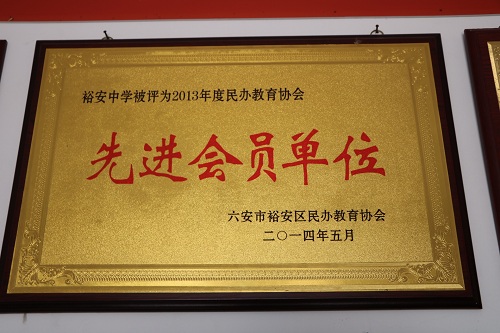 裕安中学被评为2013年度民办教育协会
先进会员单位
六安市裕安区民办教育协会
二〇一四年五月